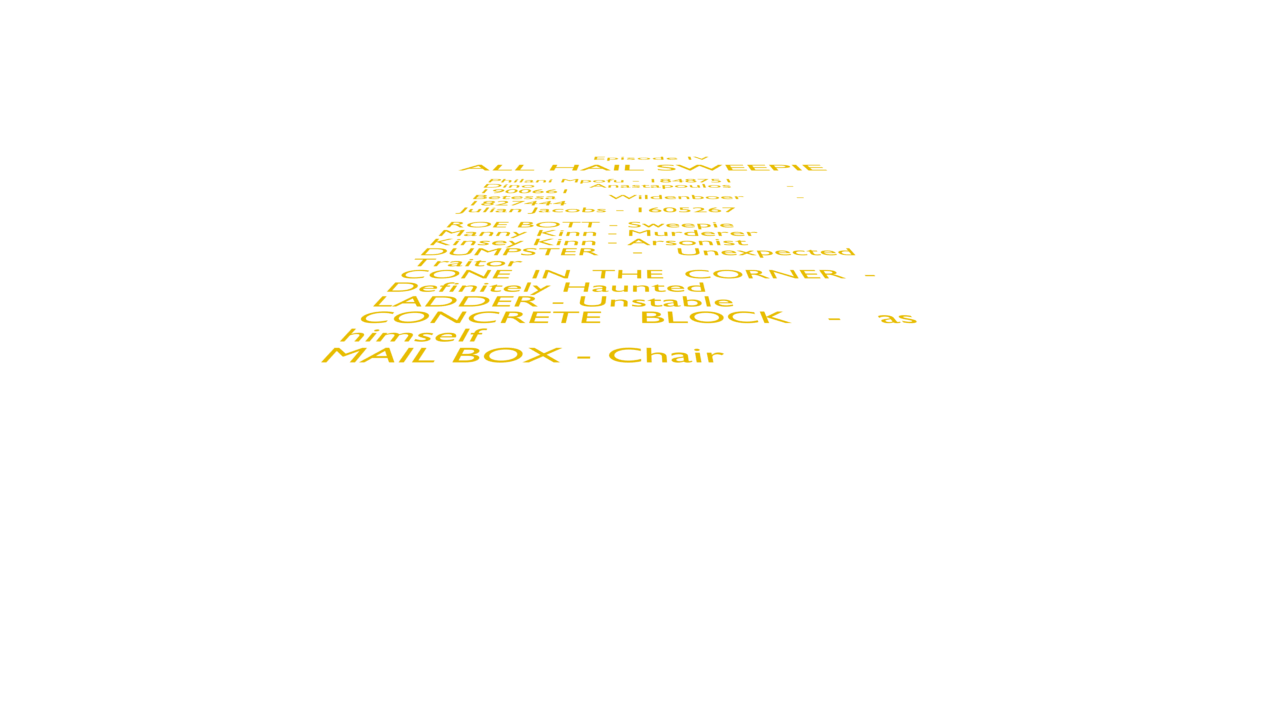 Episode IV
ALL HAIL SWEEPIE
Philani Mpofu - 1848751
Dino Anastapoulos -
1900661
Betessa Wildenboer -
1827444
Julian Jacobs - 1605267
ROE BOTT - Sweepie
Manny Kinn - Murderer
Kinsey Kinn - Arsonist
DUMPSTER - Unexpected
Traitor
CONE IN THE CORNER -
Definitely Haunted
LADDER - Unstable
CONCRETE BLOCK - as
himself
MAIL BOX - Chair